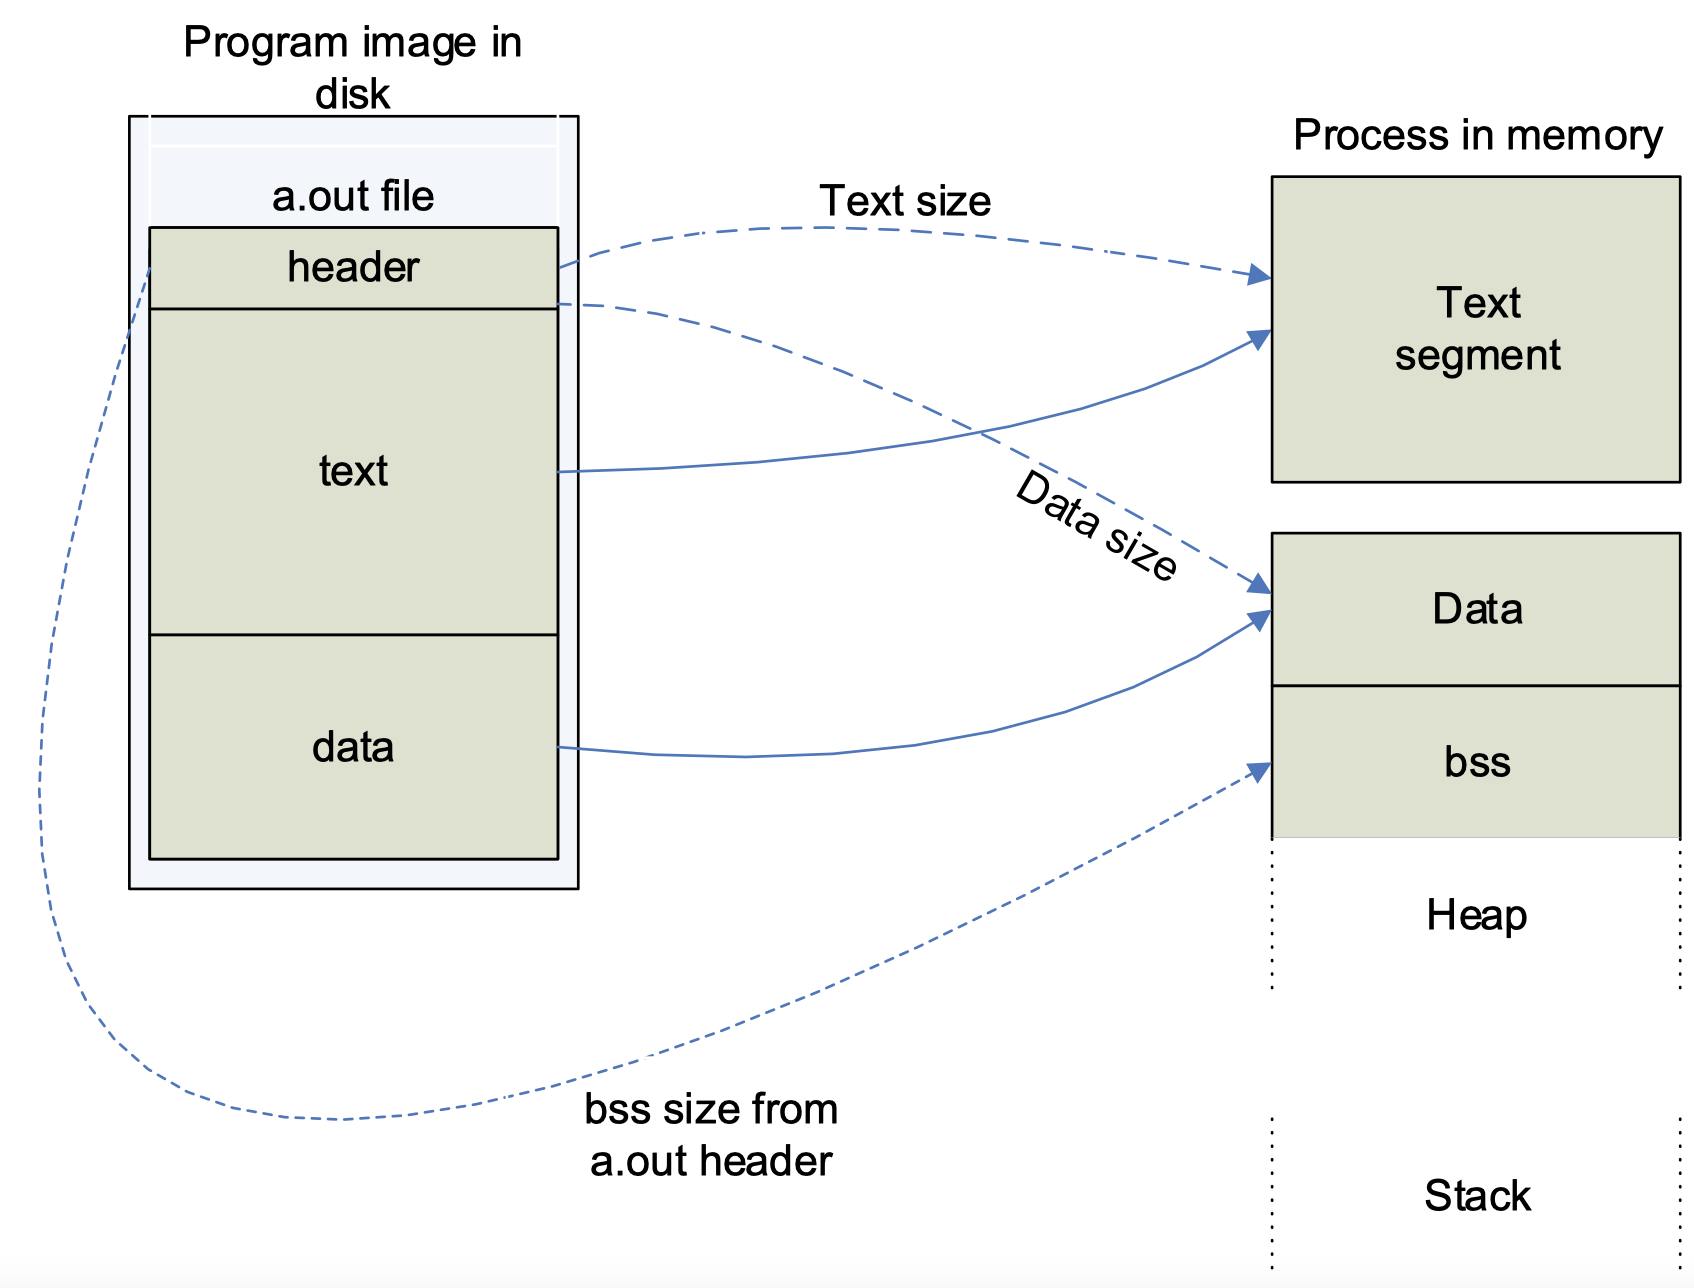 Program image in
disk
a.out file
header
text
data
Text size
Data size
bss size from
a.out header
Process in memory
Text
segment
Data
bss
Heap
Stack